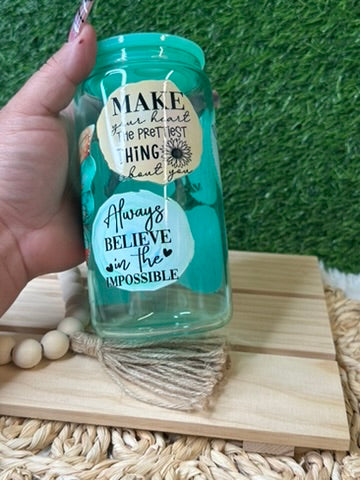 MAKE
your heart
THE PRETTIEST
THING
about you
Always
BELIEVE
in the
IMPOSSIBLE